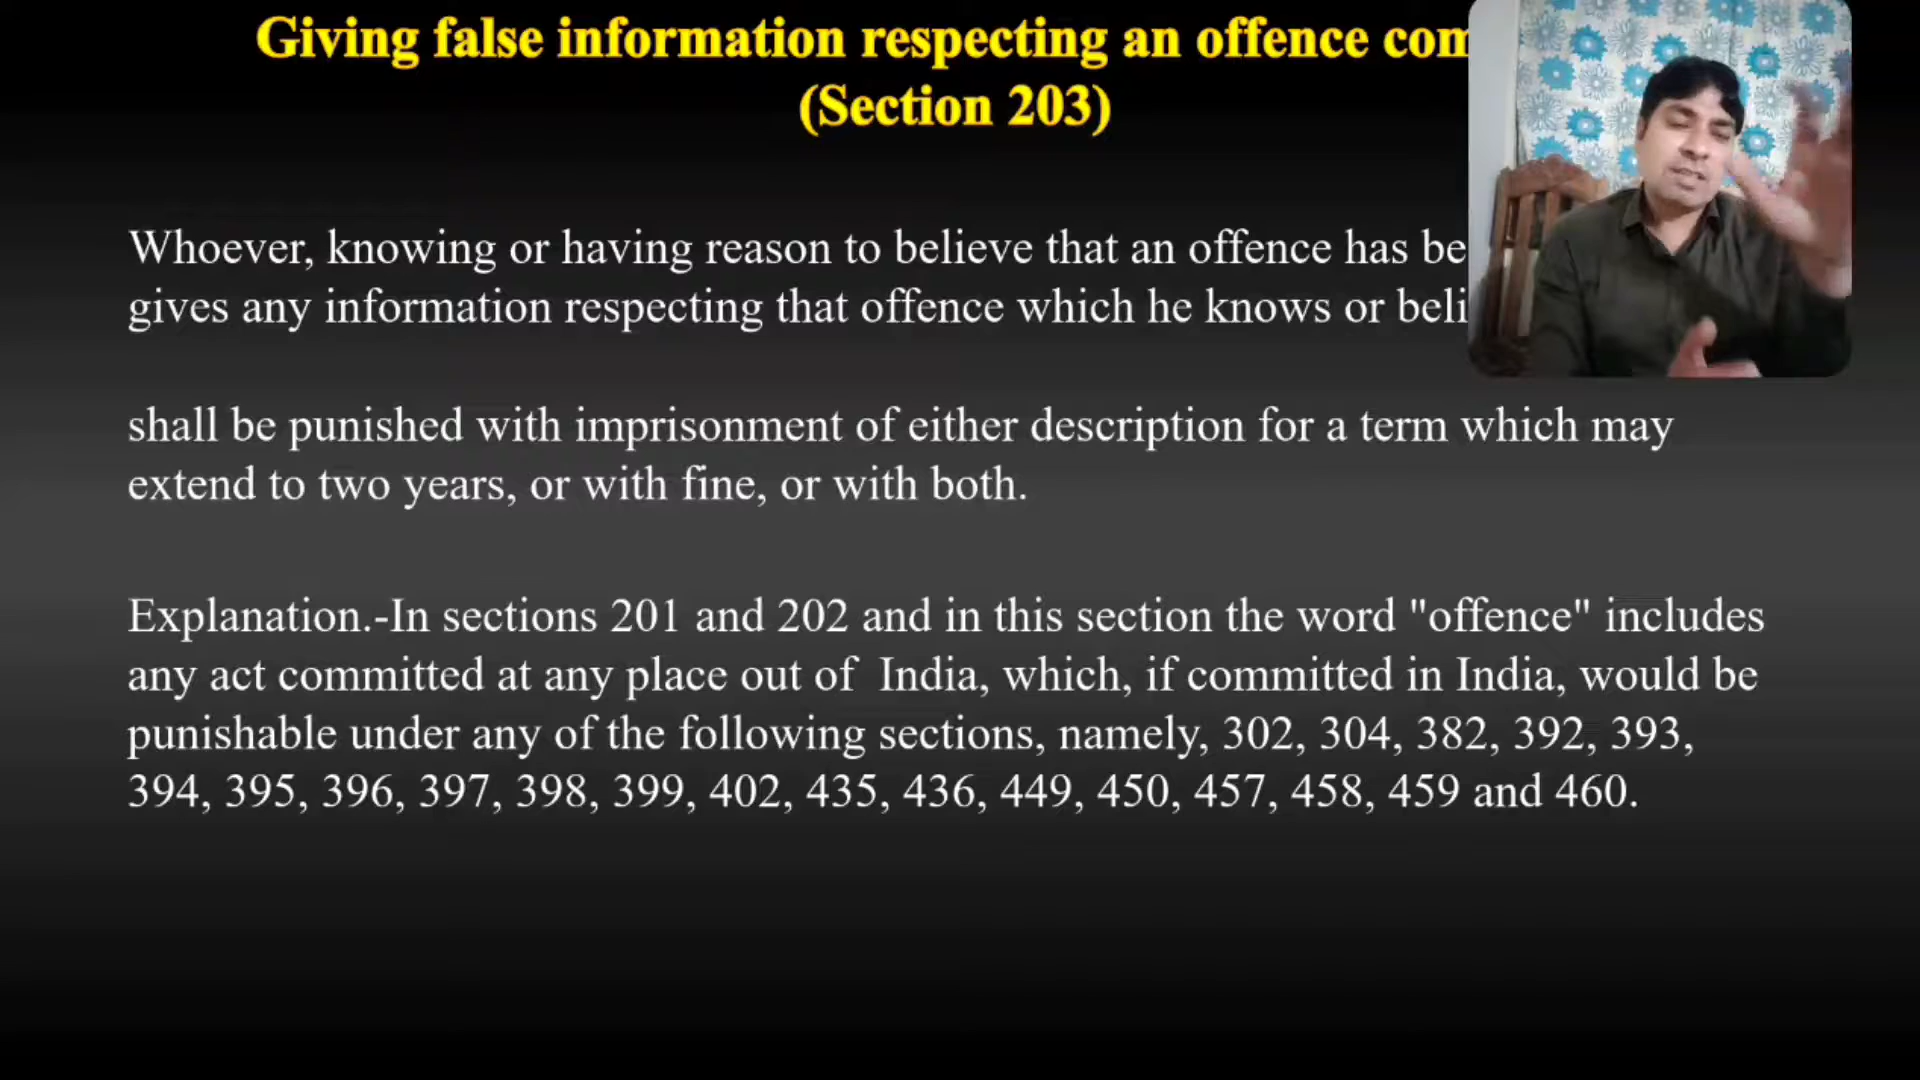 Giving false information respecting an offence
(Section 203)
Whoever, knowing or having reason to believe that an offence has
gives any information respecting that offence which he knows or
shall be punished with imprisonment of either description for a term which may
extend to two years, or with fine, or with both.
Explanation.-In sections 201 and 202 and in this section the word "offence" includes
any act committed at any place out of India, which, if committed in India, would be
punishable under any of the following sections, namely, 302, 304, 382, 392, 393,
394, 395, 396, 397, 398, 399, 402, 435, 436, 449, 450, 457, 458, 459 and 460.